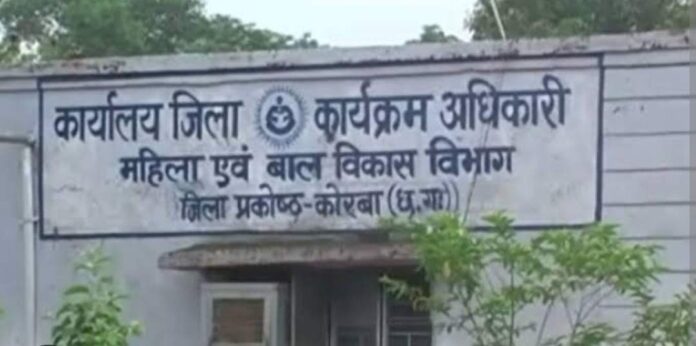 कार्यालय जिला कार्यक्रम अधिकारी
महिला एवं बाल विकास विभाग
जिला प्रकोष्ठ-कोरबा (छ.गा))